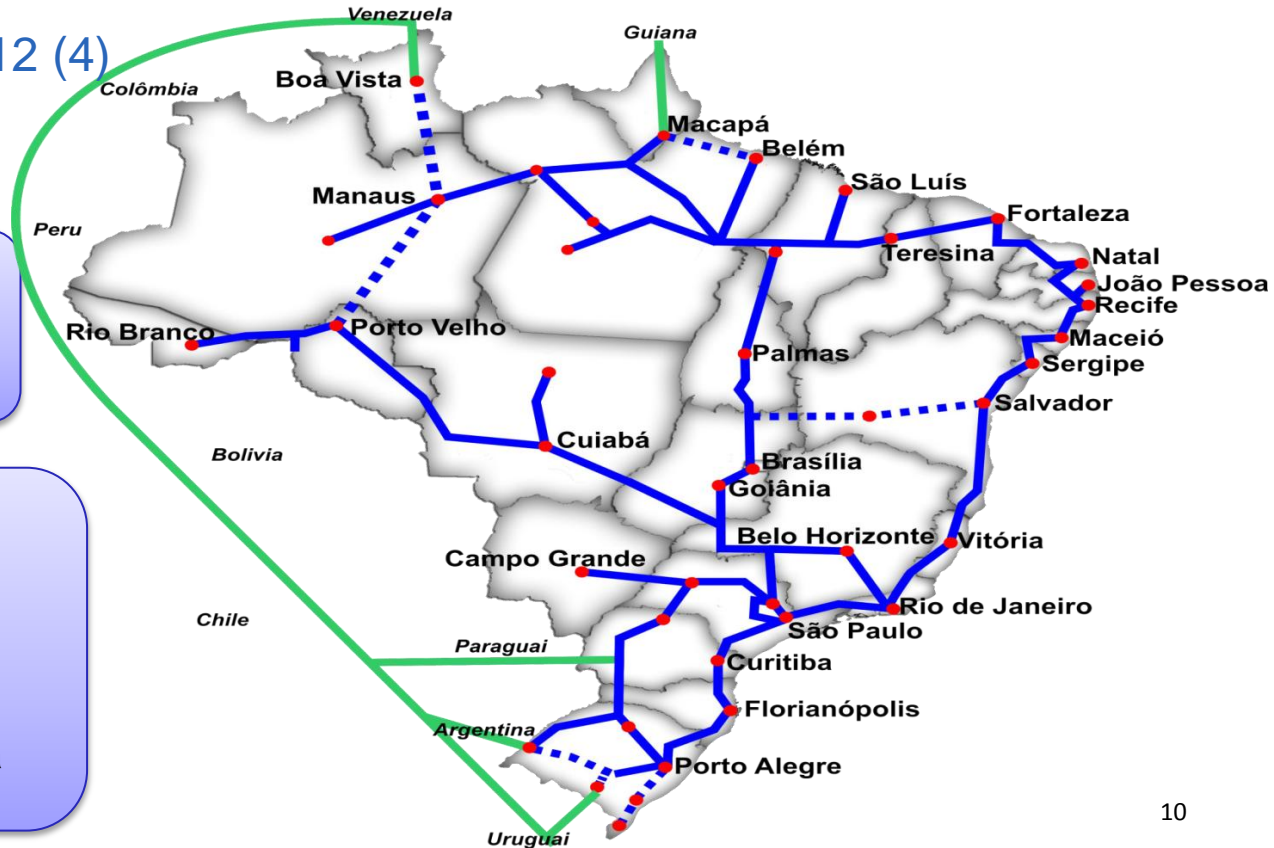 Venezuela
Guiana
12 (4)
Colômbia
Boa Vista
Macapá
Belém
São Luís
Manaus
Fortaleza
Peru
Teresina
Natal
João Pessoa
Recife
Rio Branco
Porto Velho
Maceió
Palmas
Sergipe
Salvador
Cuiabá
Bolivia
Brasília
Goiânia
Belo Horizonte
Vitória
Campo Grande
Rio de Janeiro
Chile
São Paulo
Paraguai
Curitiba
Florianópolis
Argentina
Porto Alegre
10
Uruguai